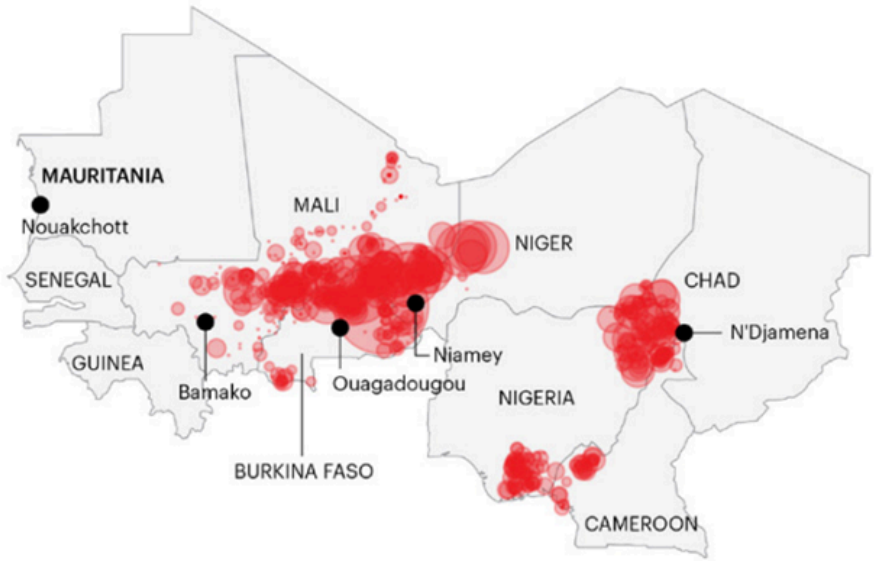 MAURITANIA
Nouakchott
MALI
NIGER
SENEGAL
CHAD
N'Djamena
GUINEA
Niamey
Bamako
Ouagadougou
NIGERIA
BURKINA FASO
CAMEROON